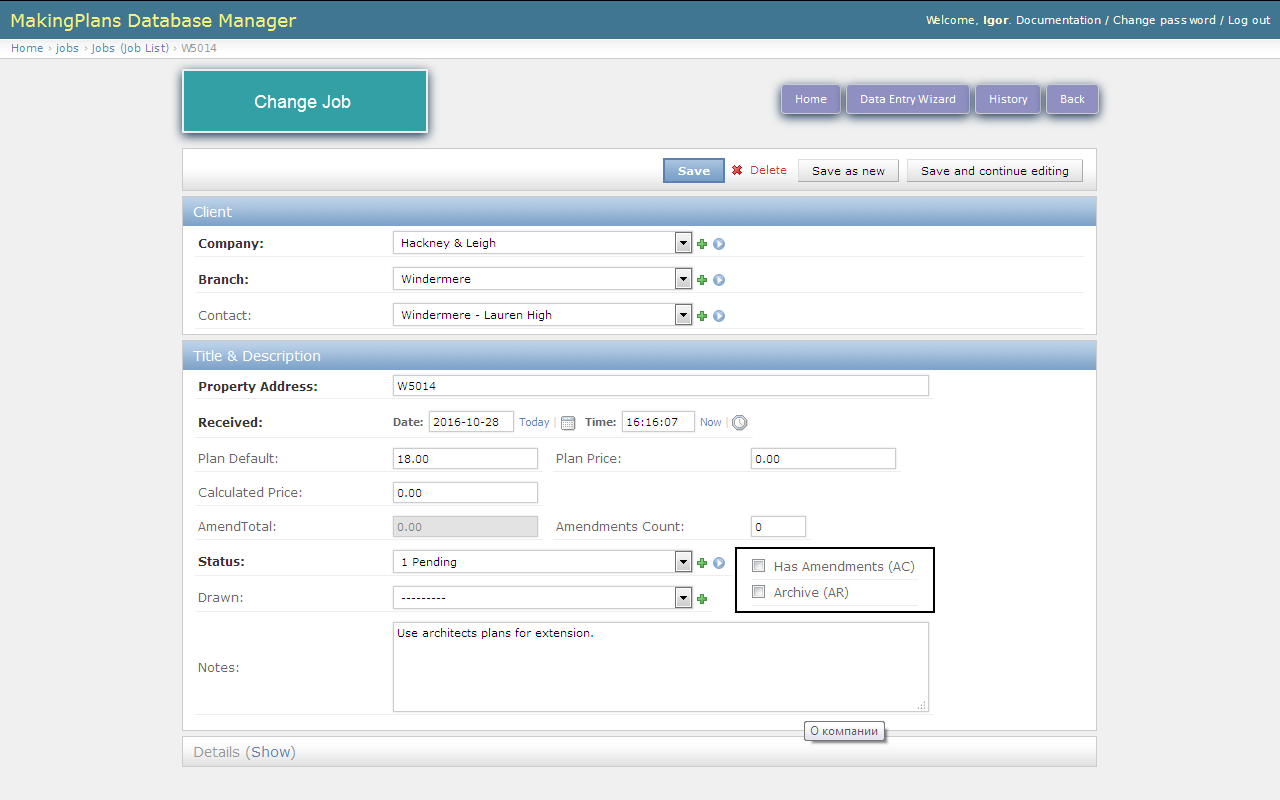 MakingPlans Database Manager
Welcome, Igor. Documentation / Change password / Log out
Home › jobs › Jobs (Job List) › W5014
Change Job
Home
Data Entry Wizard
History
Back
Save
Delete
Save as new
Save and continue editing
Client
Company: Hackney & Leigh
Branch: Windermere
Contact: Windermere - Lauren High
Title & Description
Property Address: W5014
Received: Date: 2016-10-28 Today | Time: 16:16:07 Now |
Plan Default: 18.00 Plan Price: 0.00
Calculated Price: 0.00
AmendTotal: 0.00 Amendments Count: 0
Status: 1 Pending
Has Amendments (AC)
Archive (AR)
Drawn: ---------
Notes: Use architects plans for extension.
О компании
Details (Show)